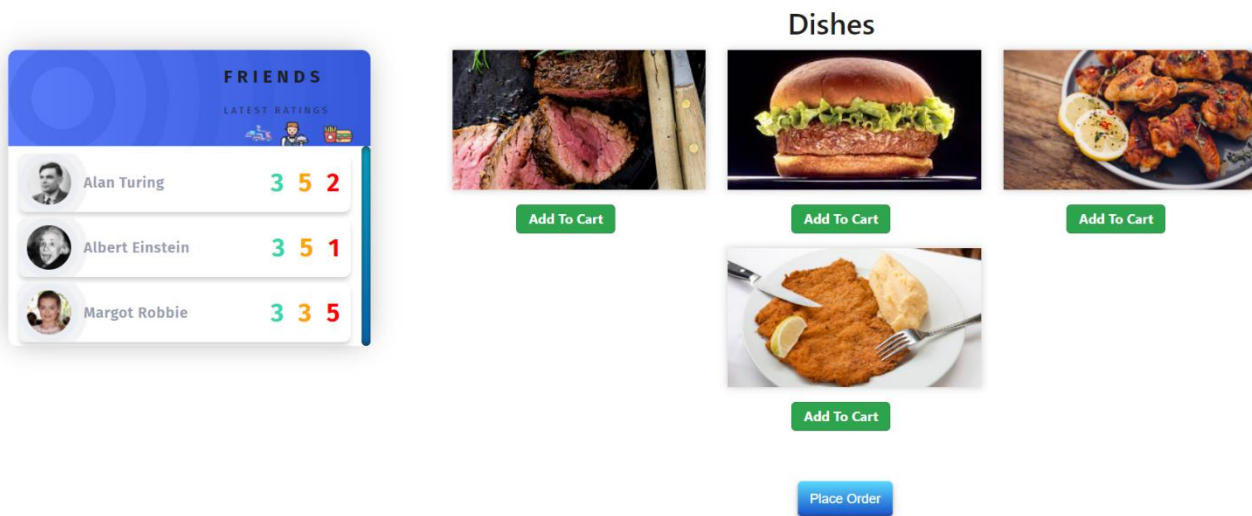 Dishes
FRIENDS
LATEST RATINGS
Alan Turing 3 5 2
Albert Einstein 3 5 1
Margot Robbie 3 3 5
Add To Cart Add To Cart Add To Cart
Add To Cart
Place Order